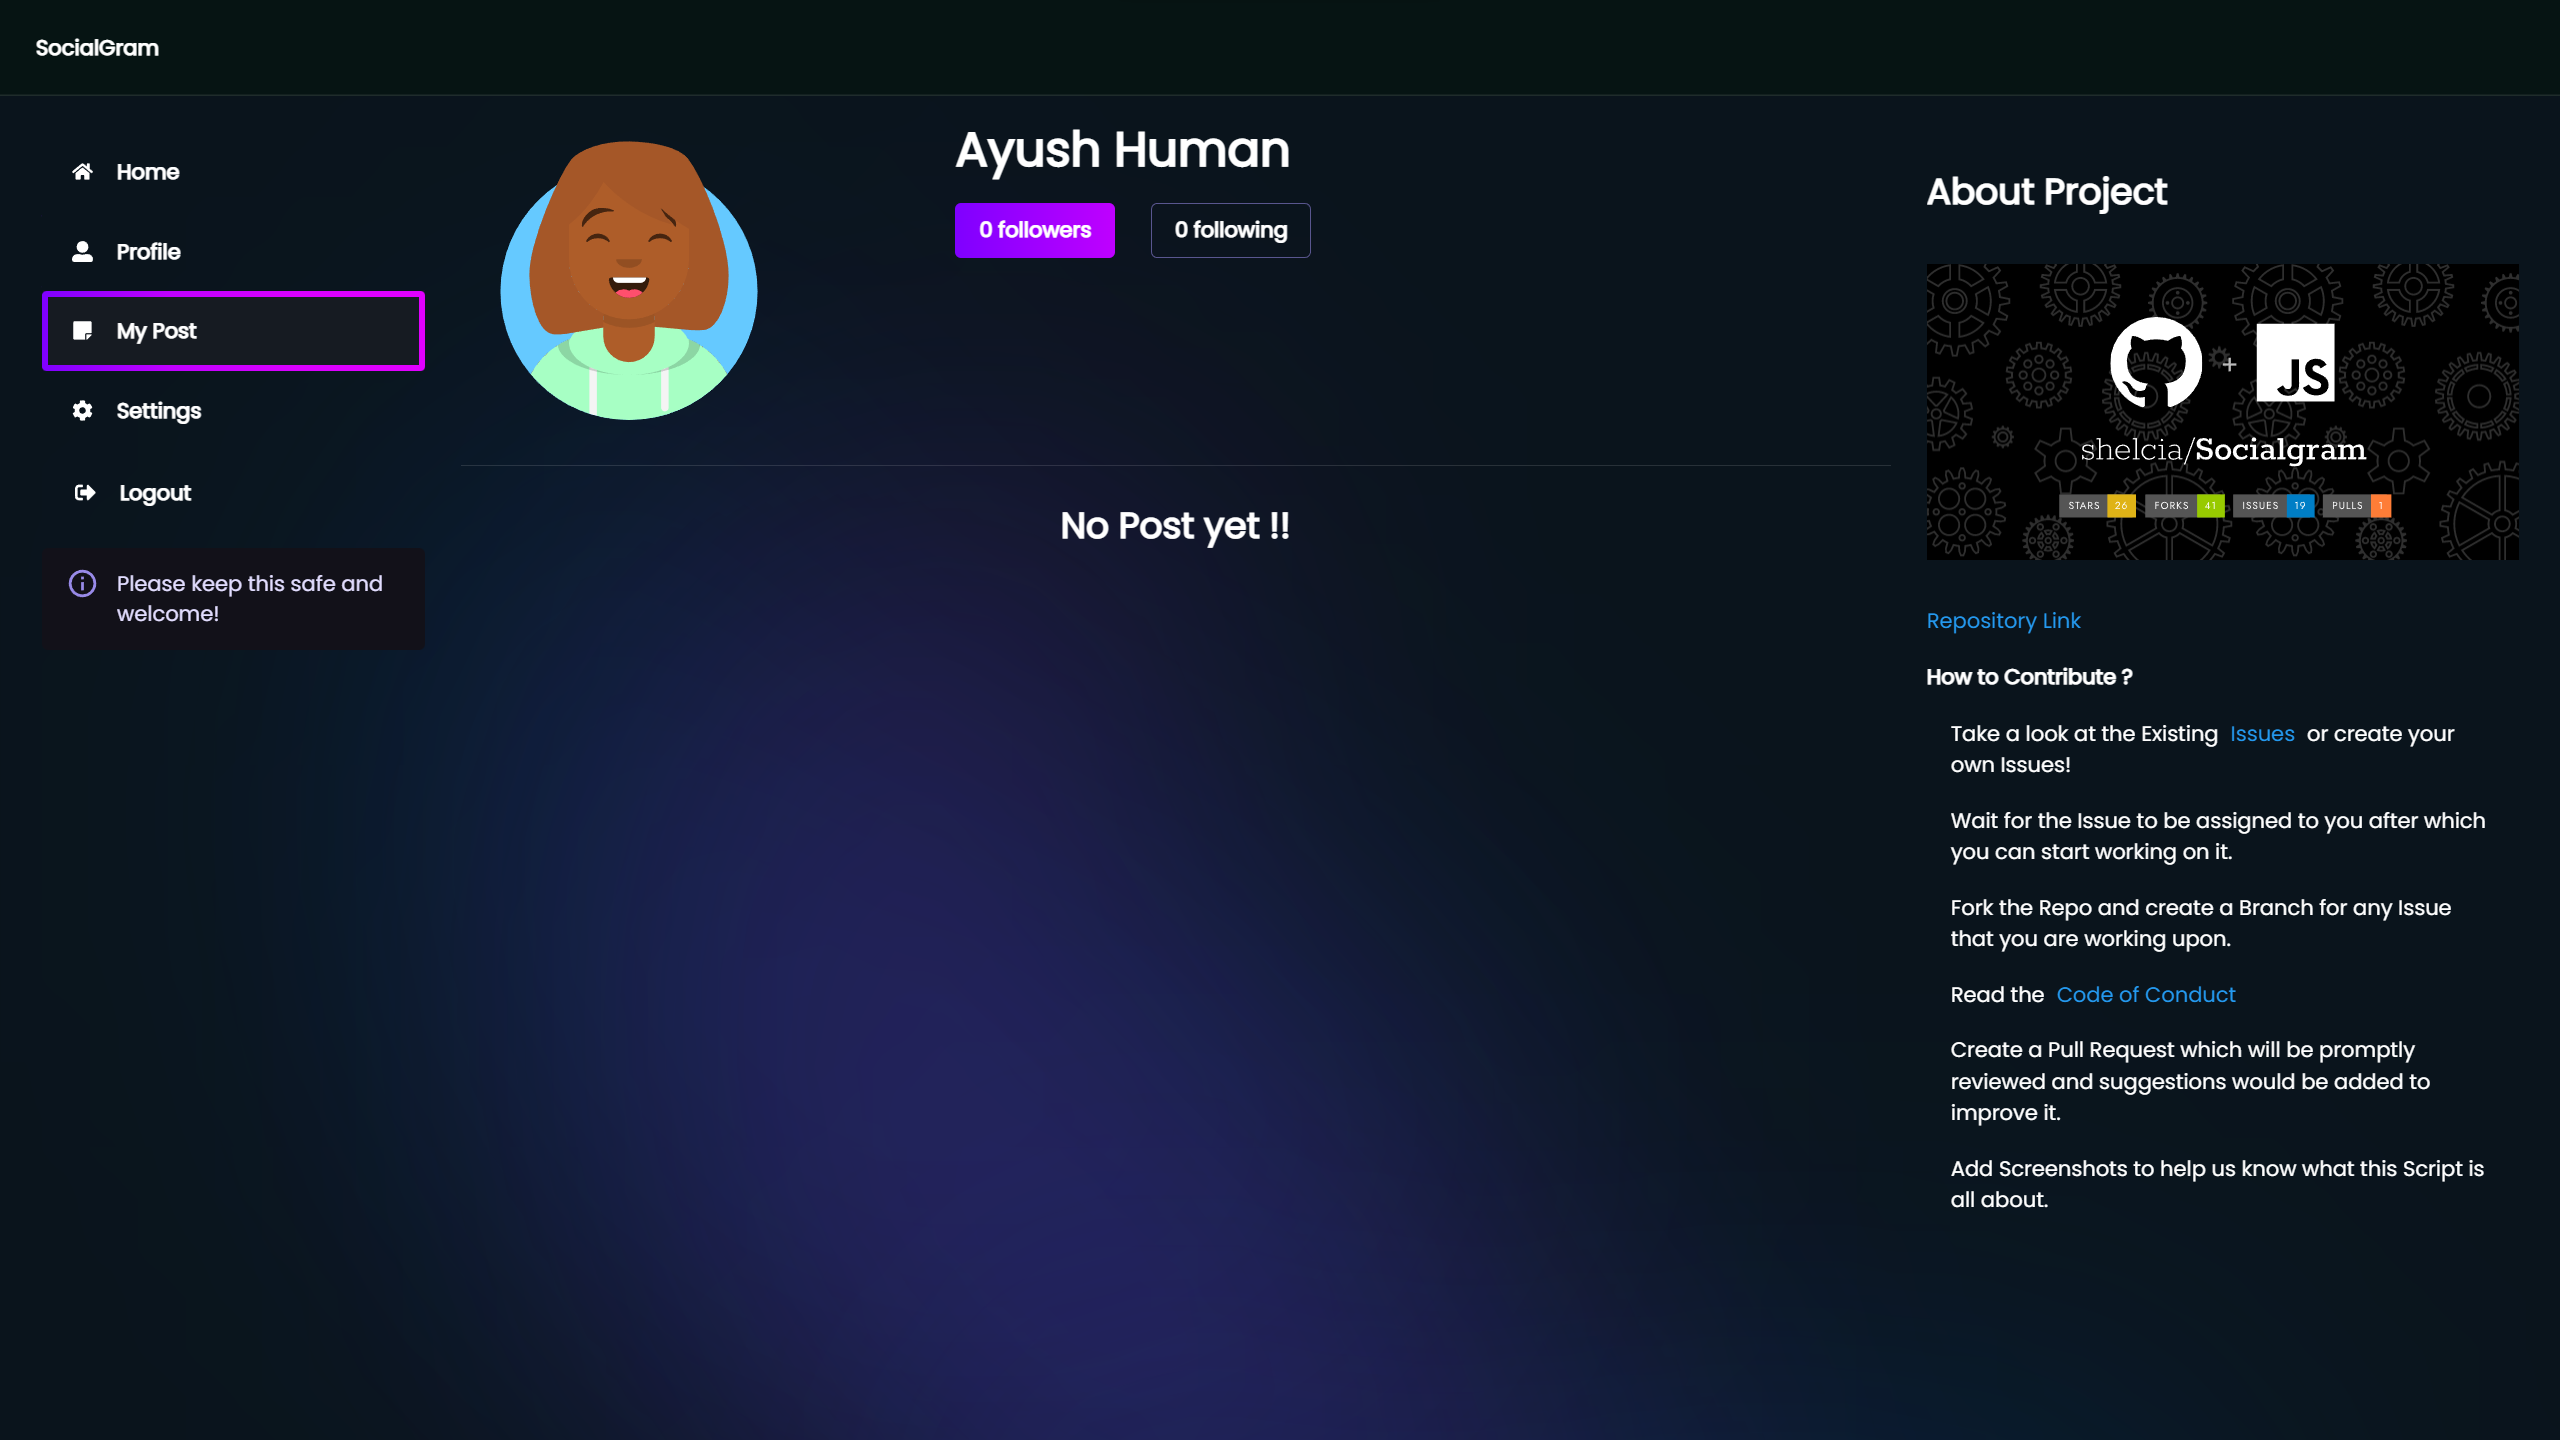 SocialGram
Home
Profile
My Post
Settings
Logout
Please keep this safe and
welcome!
Ayush Human
0 followers
0 following
No Post yet !!
About Project
+
JS
shelcia/Socialgram
STARS 26 FORKS 41 ISSUES 19 PULLS 1
Repository Link
How to Contribute ?
Take a look at the Existing Issues or create your
own Issues!
Wait for the Issue to be assigned to you after which
you can start working on it.
Fork the Repo and create a Branch for any Issue
that you are working upon.
Read the Code of Conduct
Create a Pull Request which will be promptly
reviewed and suggestions would be added to
improve it.
Add Screenshots to help us know what this Script is
all about.